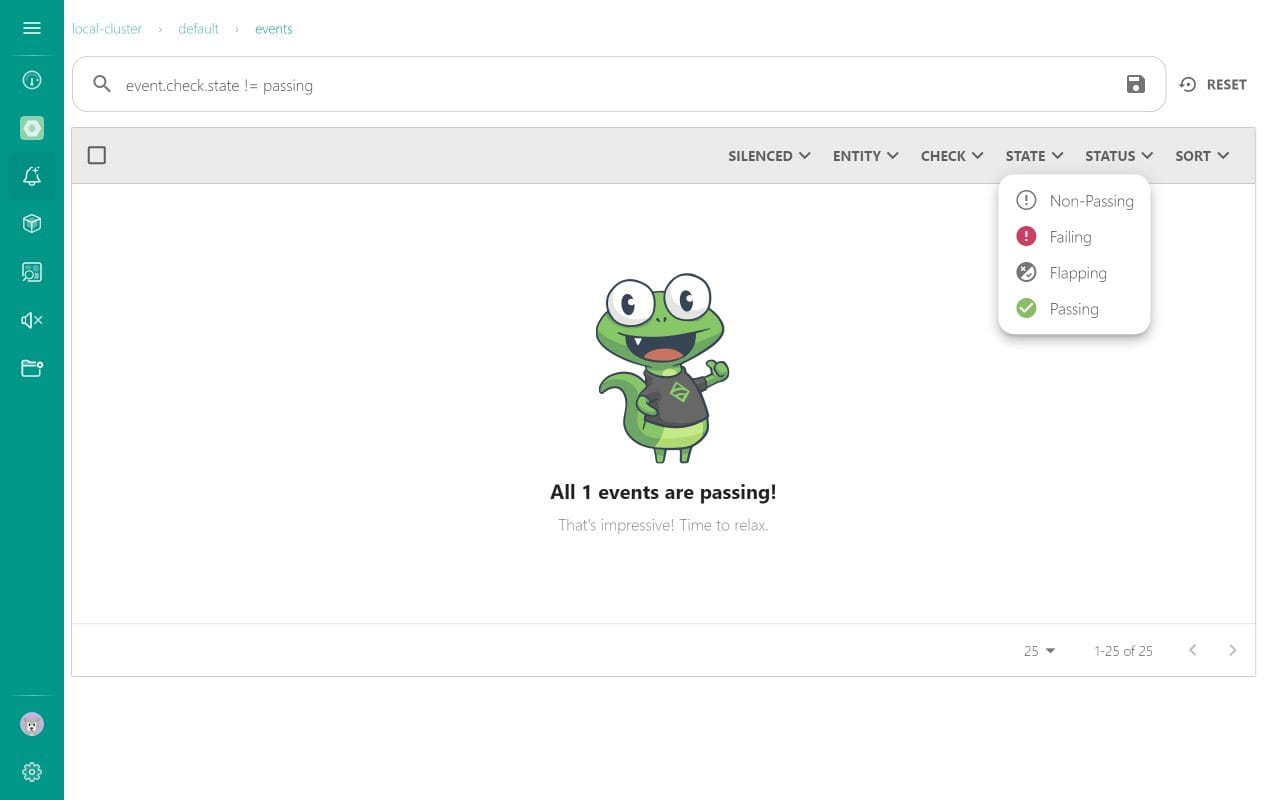 local-cluster › default › events
event.check.state != passing
RESET
SILENCED ENTITY CHECK STATE STATUS SORT
Non-Passing
Failing
Flapping
Passing
All 1 events are passing!
That's impressive! Time to relax.
25 1-25 of 25